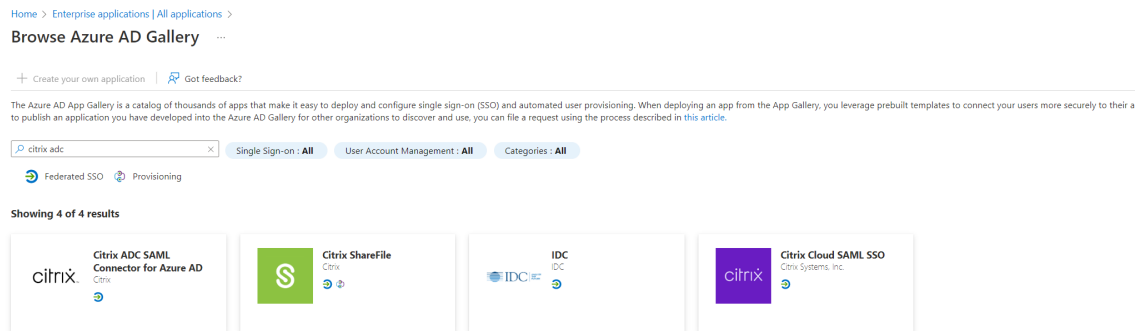 Home > Enterprise applications | All applications >
Browse Azure AD Gallery ...
+ Create your own application Got feedback?
The Azure AD App Gallery is a catalog of thousands of apps that make it easy to deploy and configure single sign-on (SSO) and automated user provisioning. When deploying an app from the App Gallery, you leverage prebuilt templates to connect your users more securely to their a
to publish an application you have developed into the Azure AD Gallery for other organizations to discover and use, you can file a request using the process described in this article.
citrix adc × Single Sign-on : All User Account Management : All Categories : All
Federated SSO Provisioning
Showing 4 of 4 results
citrix.
Citrix ADC SAML
Connector for Azure AD
Citrix
S
Citrix ShareFile
Citrix
IDC
IDC
IDC
citrix
Citrix Cloud SAML SSO
Citrix Systems, Inc.